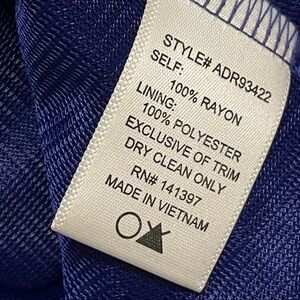 STYLE# ADR93422
SELF:
100% RAYON
LINING:
100% POLYESTER
EXCLUSIVE OF TRIM
DRY CLEAN ONLY
RN# 141397
MADE IN VIETNAM